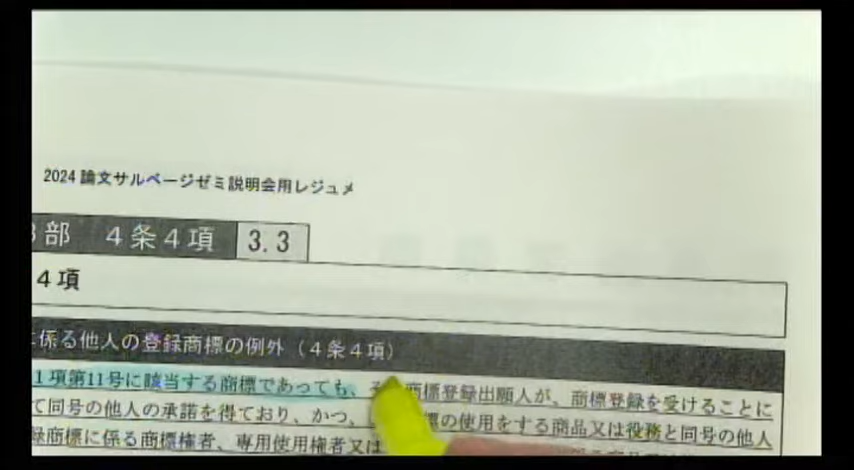 2024 論文サルベージゼミ説明会用レジュメ
部 4条4項 3.3
4項
係る他人の登録商標の例外（4条4項）
1項第11号に該当する商標であっても、 商標登録出願人が、商標登録を受けることに
て同号の他人の承諾を得ており、かつ、 標の使用をする商品又は役務と同号の他人
録商標に係る商標権者、専用使用権者又は